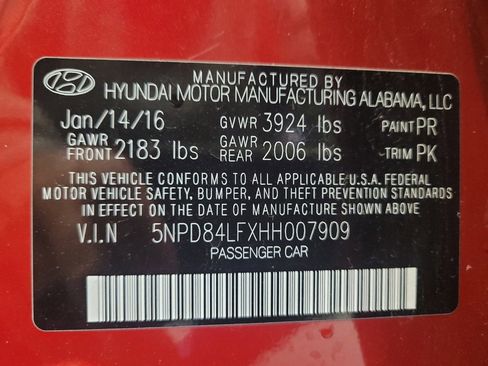 MANUFACTURED BY
HYUNDAI MOTOR MANUFACTURING ALABAMA, LLC
Jan/14/16 GVWR 3924 lbs PAINT PR
GAWR FRONT 2183 lbs GAWR REAR 2006 lbs TRIM PK
THIS VEHICLE CONFORMS TO ALL APPLICABLE U.S.A. FEDERAL
MOTOR VEHICLE SAFETY, BUMPER, AND THEFT PREVENTION STANDARDS
IN EFFECT ON THE DATE OF MANUFACTURE SHOWN ABOVE
V.I.N 5NPD84LFXHH007909
PASSENGER CAR